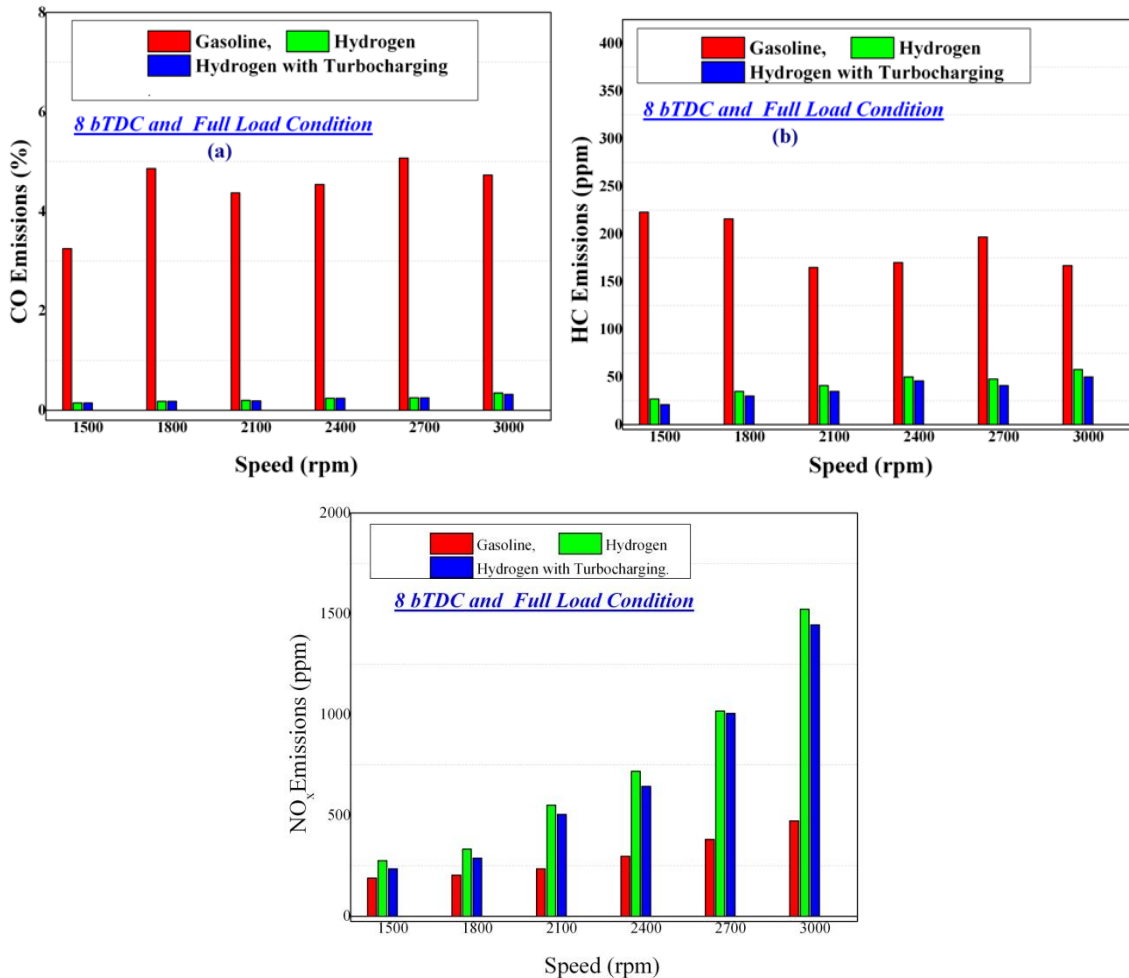 8
6
4
2
0
CO Emissions (%)
Gasoline, Hydrogen
Hydrogen with Turbocharging
.
8 bTDC and Full Load Condition
(a)
1500 1800 2100 2400 2700 3000
Speed (rpm)
400
350
300
250
200
150
100
50
0
HC Emissions (ppm)
Gasoline, Hydrogen
Hydrogen with Turbocharging
8 bTDC and Full Load Condition
(b)
1500 1800 2100 2400 2700 3000
Speed (rpm)
2000
1500
1000
500
0
NOx Emissions (ppm)
Gasoline, Hydrogen
Hydrogen with Turbocharging.
8 bTDC and Full Load Condition
1500 1800 2100 2400 2700 3000
Speed (rpm)